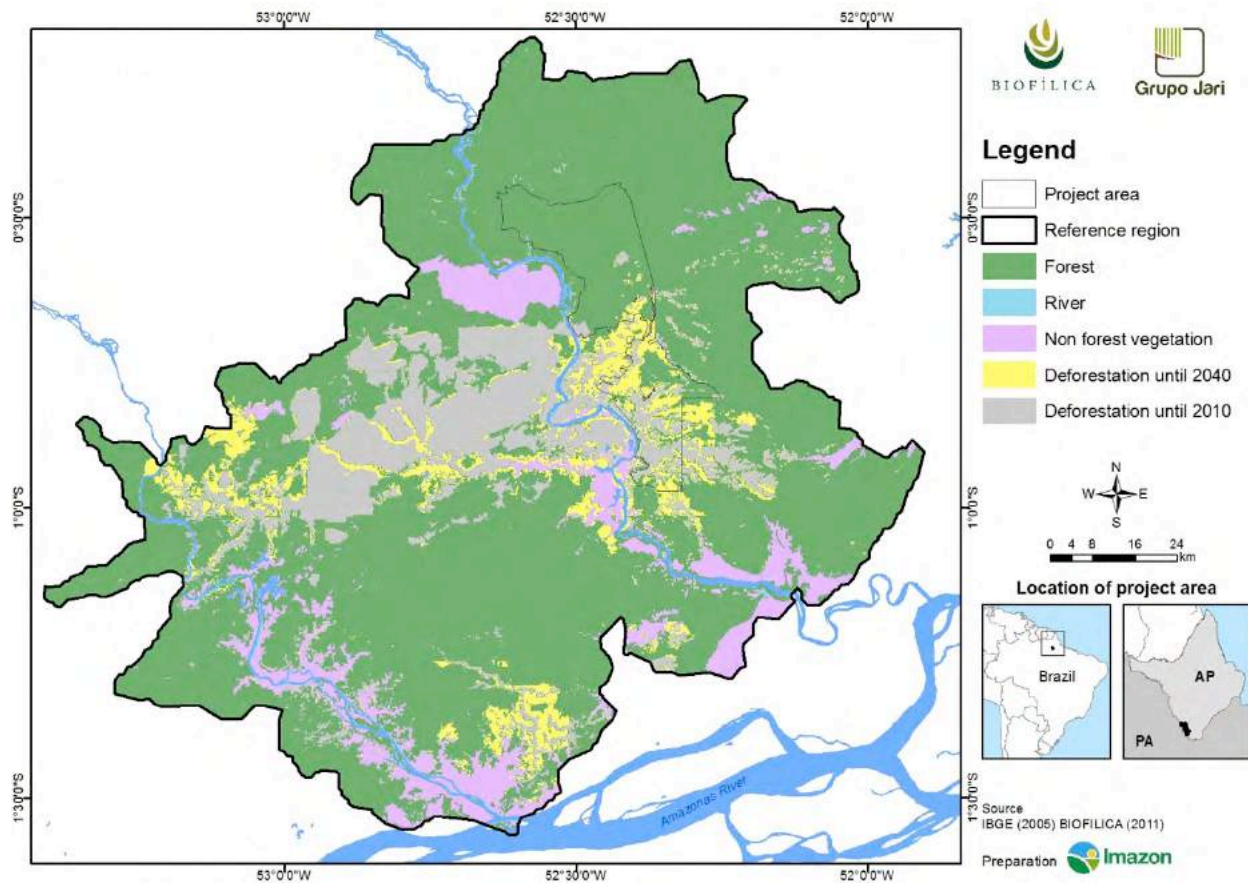 53°0'0"W
52°30'0"W
52°0'0"W
0°30'0"S
0°30'0"S
1°0'0"S
1°0'0"S
1°30'0"S
1°30'0"S
53°0'0"W
52°30'0"W
52°0'0"W
Amazonas River
BIOFÍLICA
Grupo Jari
Legend
Project area
Reference region
Forest
River
Non forest vegetation
Deforestation until 2040
Deforestation until 2010
N
W E
S
0 4 8 16 24
km
Location of project area
Brazil
AP
PA
Source
IBGE (2005) BIOFILICA (2011)
Preparation Imazon